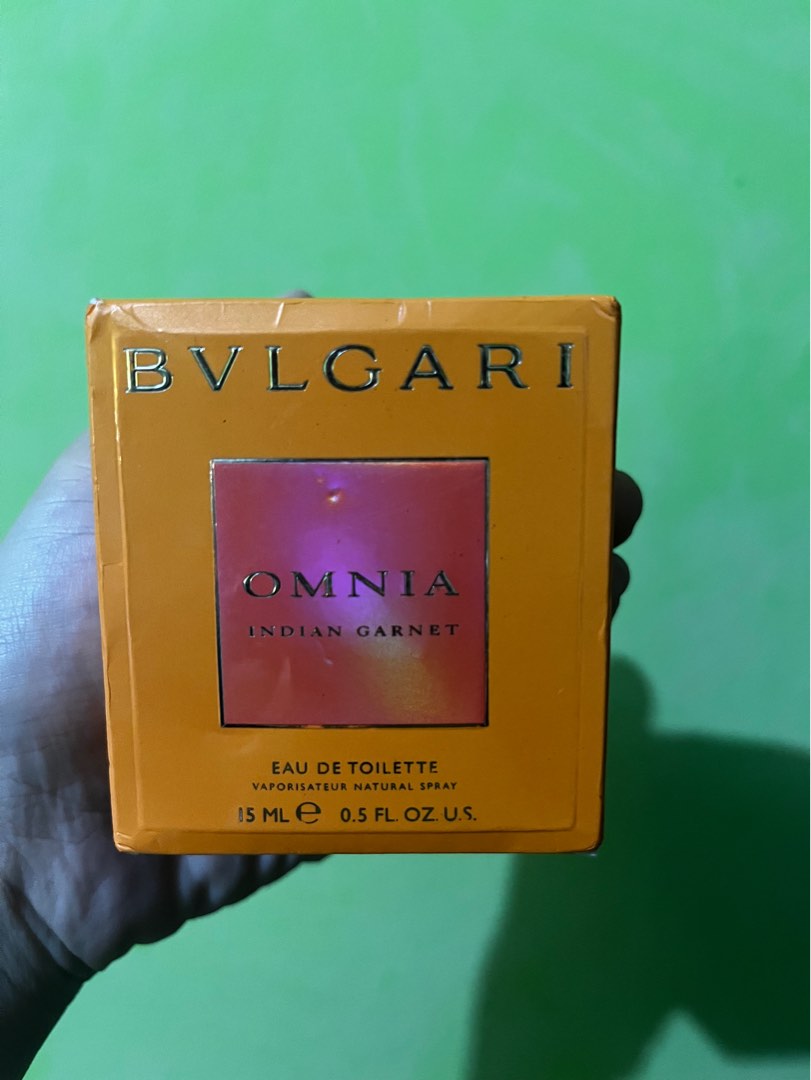 BVLGARI
OMNIA
INDIAN GARNET
EAU DE TOILETTE
VAPORISATEUR NATURAL SPRAY
15 ML ℮ 0.5 FL. OZ. U.S.